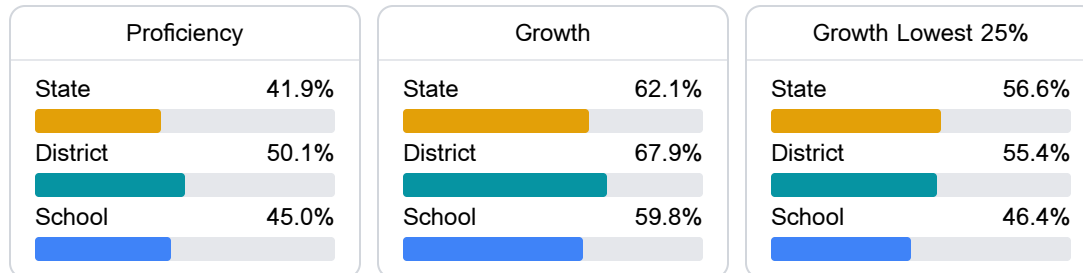 Proficiency
State 41.9%
District 50.1%
School 45.0%
Growth
State 62.1%
District 67.9%
School 59.8%
Growth Lowest 25%
State 56.6%
District 55.4%
School 46.4%